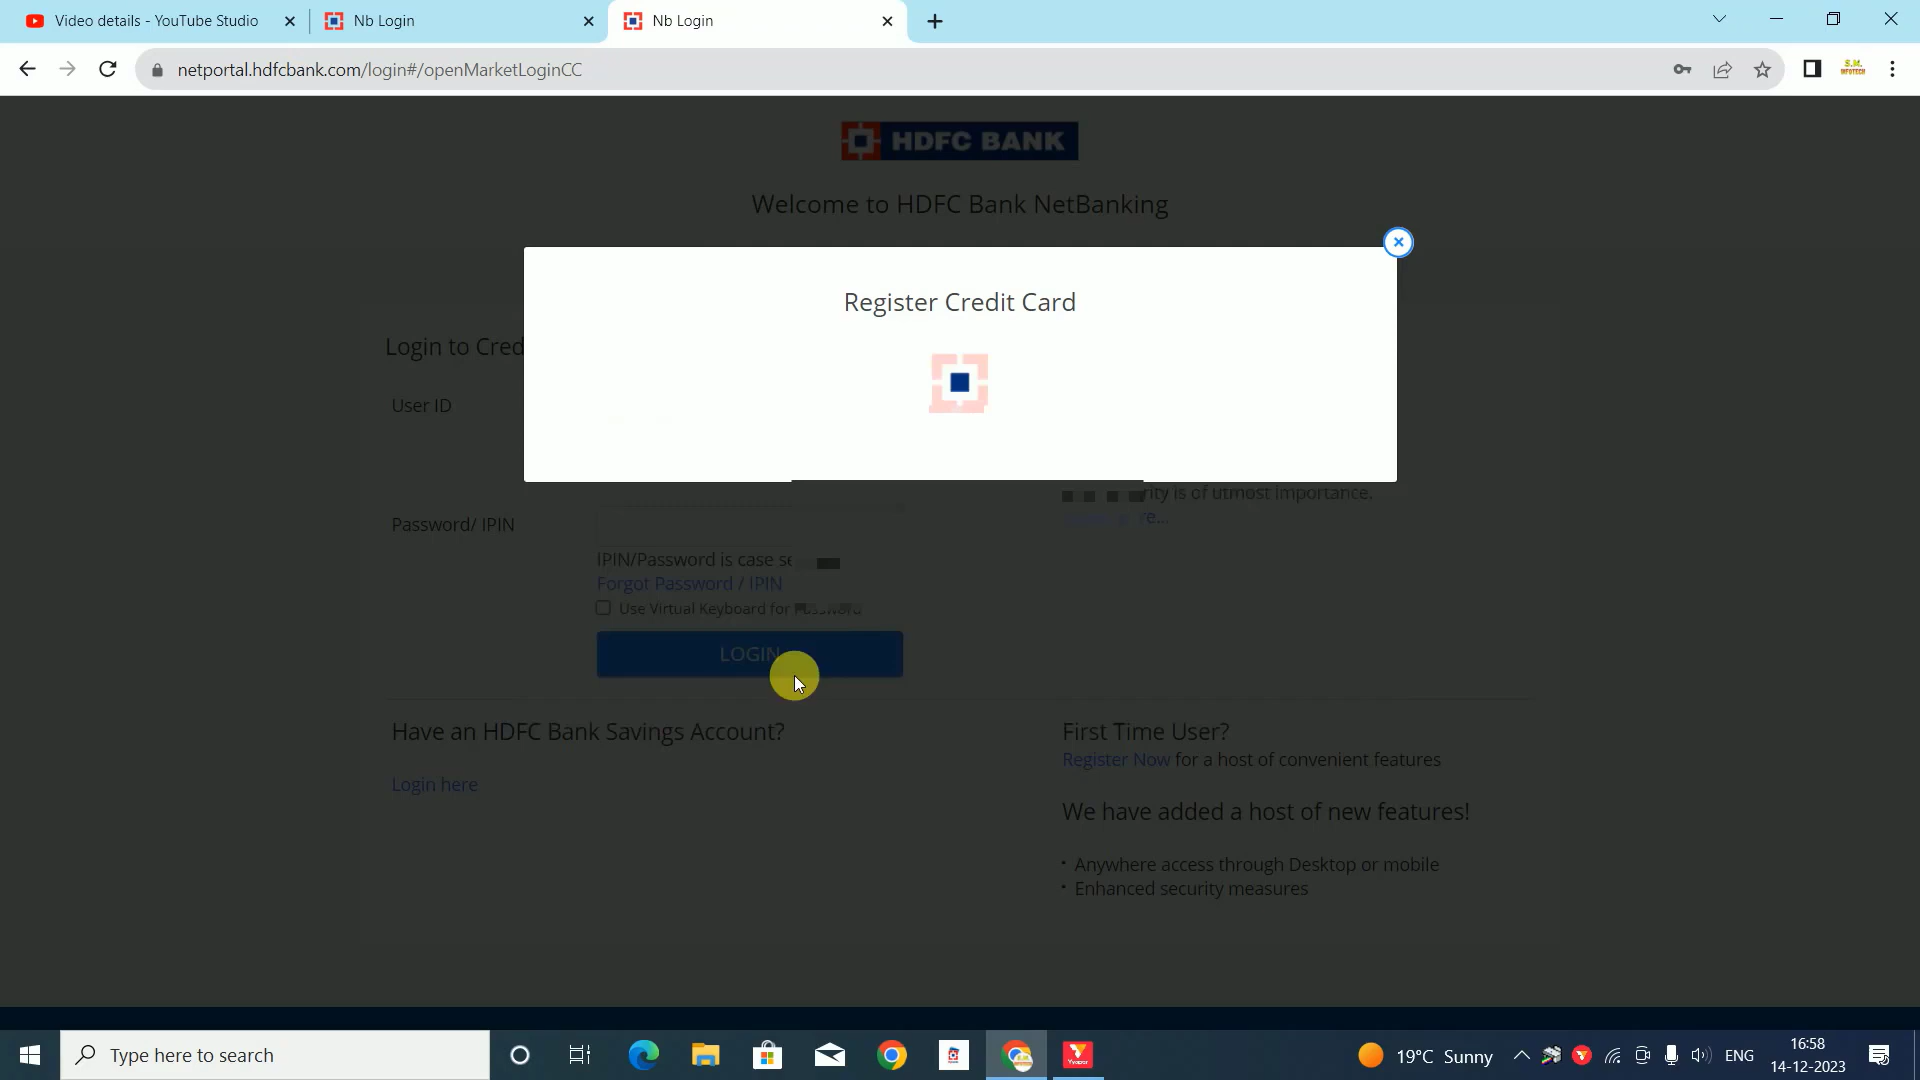 Video details - YouTube Studio
Nb Login
Nb Login
netportal.hdfcbank.com/login#/openMarketLoginCC
S.M.
INFOTECH
HDFC BANK
Welcome to HDFC Bank NetBanking
Register Credit Card
Login to Cred
User ID
rity is of utmost importance.
e...
Password/ IPIN
IPIN/Password is case se
Forgot Password / IPIN
Use Virtual Keyboard for Password
LOGIN
Have an HDFC Bank Savings Account?
Login here
First Time User?
Register Now for a host of convenient features
We have added a host of new features!
· Anywhere access through Desktop or mobile
· Enhanced security measures
Type here to search
19°C Sunny
ENG
16:58
14-12-2023